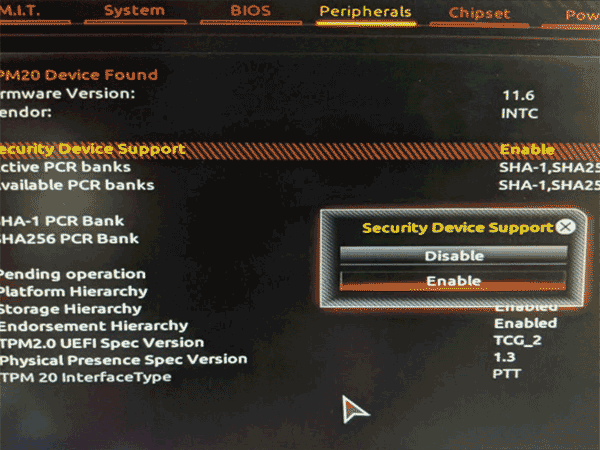 M.I.T. System BIOS Peripherals Chipset Pow
PM20 Device Found
rmware Version: 11.6
endor: INTC
ecurity Device Support Enable
ctive PCR banks SHA-1,SHA25
vailable PCR banks SHA-1,SHA25
HA-1 PCR Bank
HA256 PCR Bank
Security Device Support
Disable
Enable
Pending operation
Platform Hierarchy
Storage Hierarchy Enabled
Endorsement Hierarchy Enabled
TPM2.0 UEFI Spec Version TCG_2
Physical Presence Spec Version 1.3
TPM 20 InterfaceType PTT